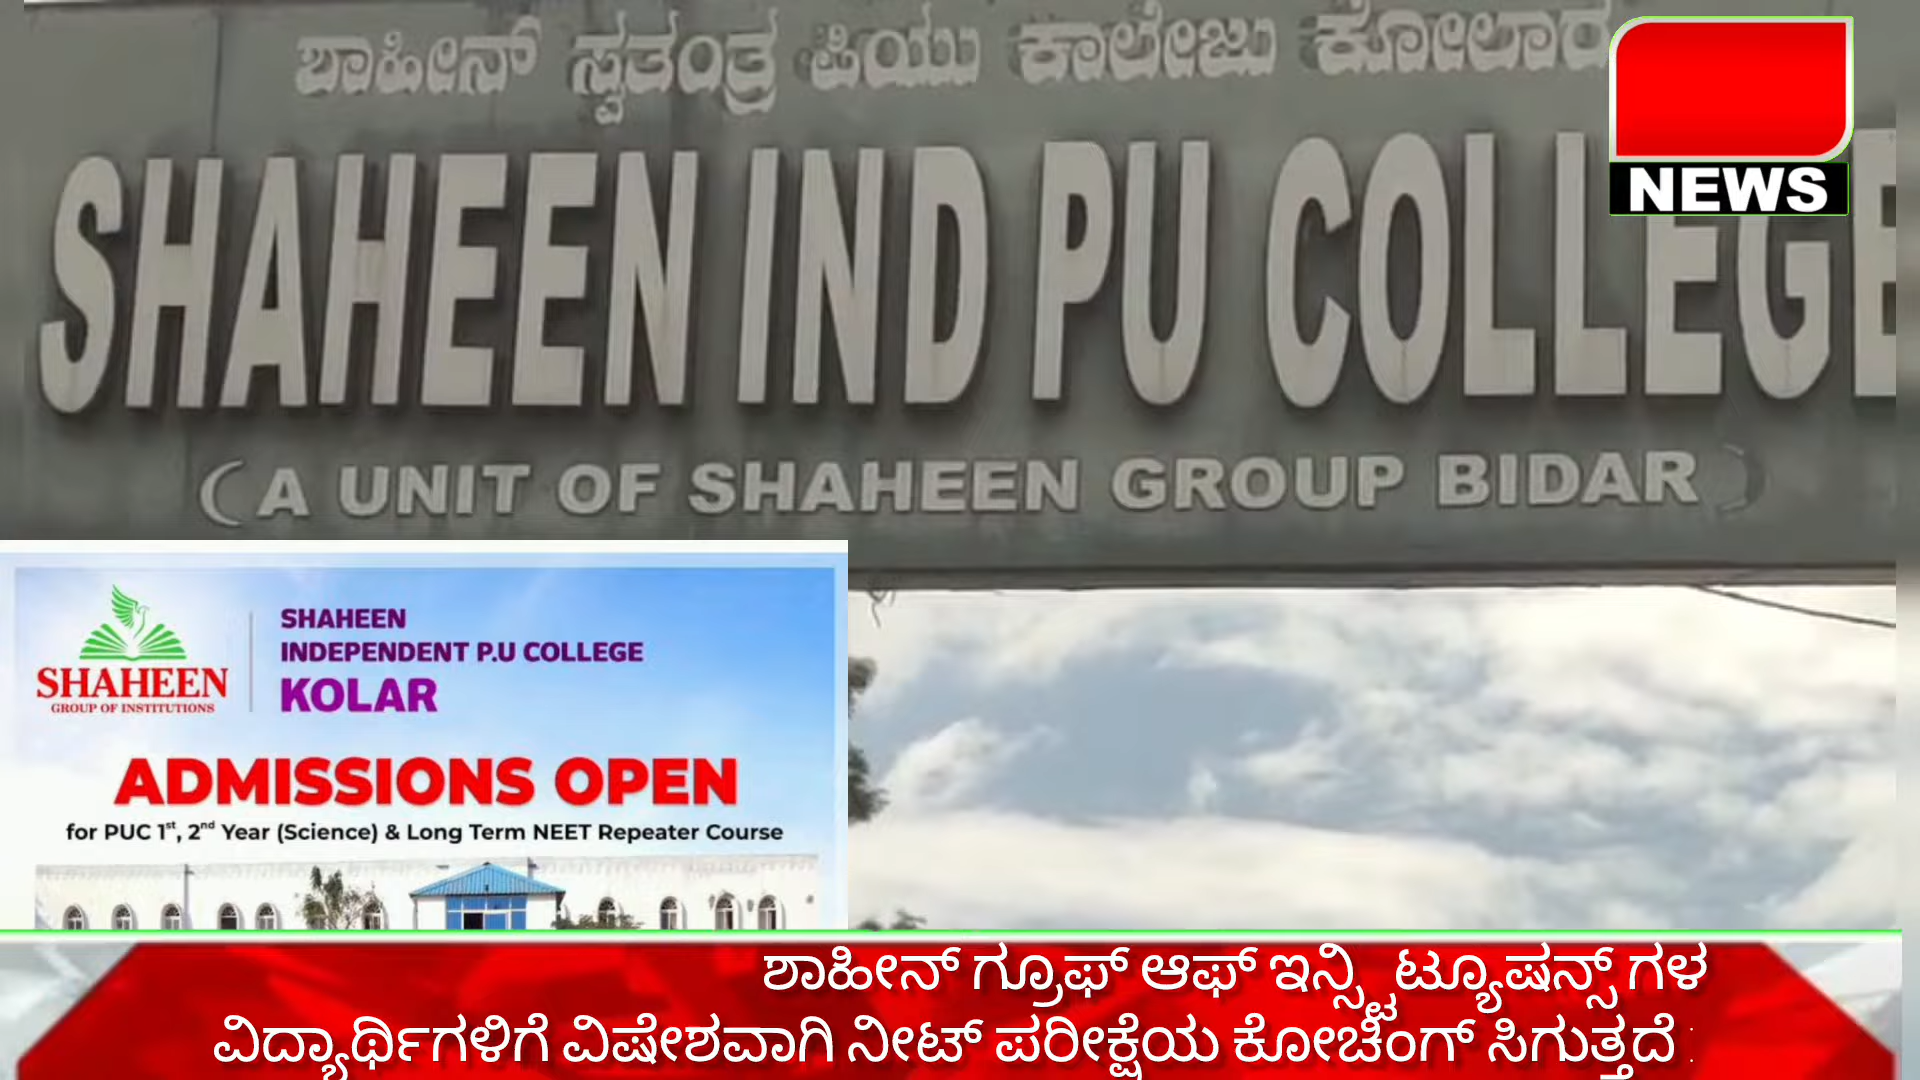 ಶಾಹೀನ್ ಸ್ವತಂತ್ರ ಪಿಯು ಕಾಲೇಜು ಕೋಲಾರ
SHAHEEN IND PU COLLEGE
NEWS
(A UNIT OF SHAHEEN GROUP BIDAR)
SHAHEEN
GROUP OF INSTITUTIONS
SHAHEEN
INDEPENDENT P.U COLLEGE
KOLAR
ADMISSIONS OPEN
for PUC 1st, 2nd Year (Science) & Long Term NEET Repeater Course
ಶಾಹೀನ್ ಗ್ರೂಫ್ ಆಫ್ ಇನ್ಸ್ಟಿಟ್ಯೂಷನ್ಸ್ ಗಳ
ವಿದ್ಯಾರ್ಥಿಗಳಿಗೆ ವಿಷೇಶವಾಗಿ ನೀಟ್ ಪರೀಕ್ಷೆಯ ಕೋಚಿಂಗ್ ಸಿಗುತ್ತದೆ :